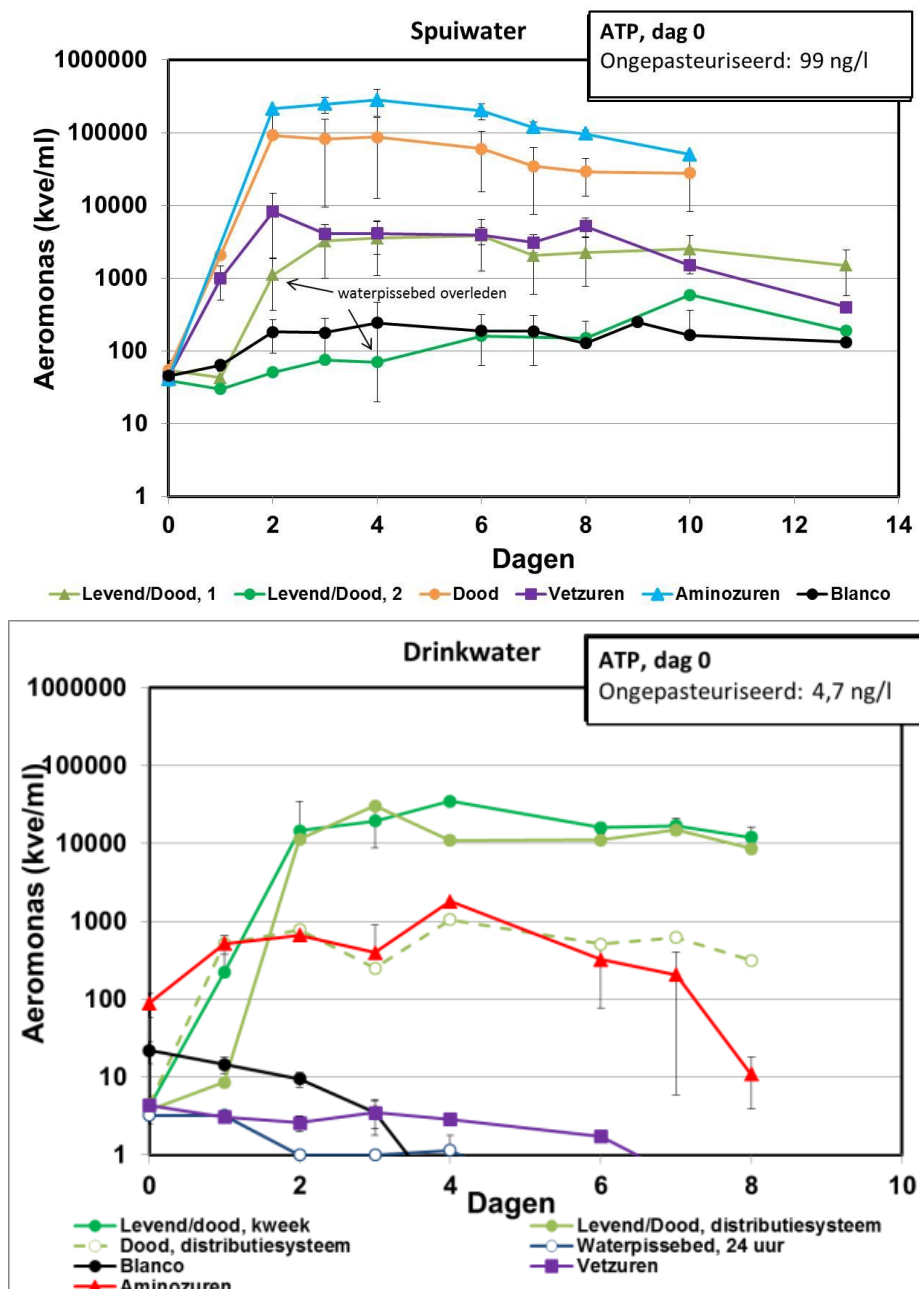 Spuiwater
ATP, dag 0
Ongepasteuriseerd: 99 ng/l
1000000
100000
10000
1000
100
10
1
Aeromonas (kve/ml)
waterpissebed overleden
0 2 4 6 8 10 12 14
Dagen
Levend/Dood, 1 Levend/Dood, 2 Dood Vetzuren Aminozuren Blanco
Drinkwater
ATP, dag 0
Ongepasteuriseerd: 4,7 ng/l
1000000
100000
10000
1000
100
10
1
Aeromonas (kve/ml)
0 2 4 6 8 10
Dagen
Levend/dood, kweek Levend/Dood, distributiesysteem
Dood, distributiesysteem Waterpissebed, 24 uur
Blanco Vetzuren
Aminozuren